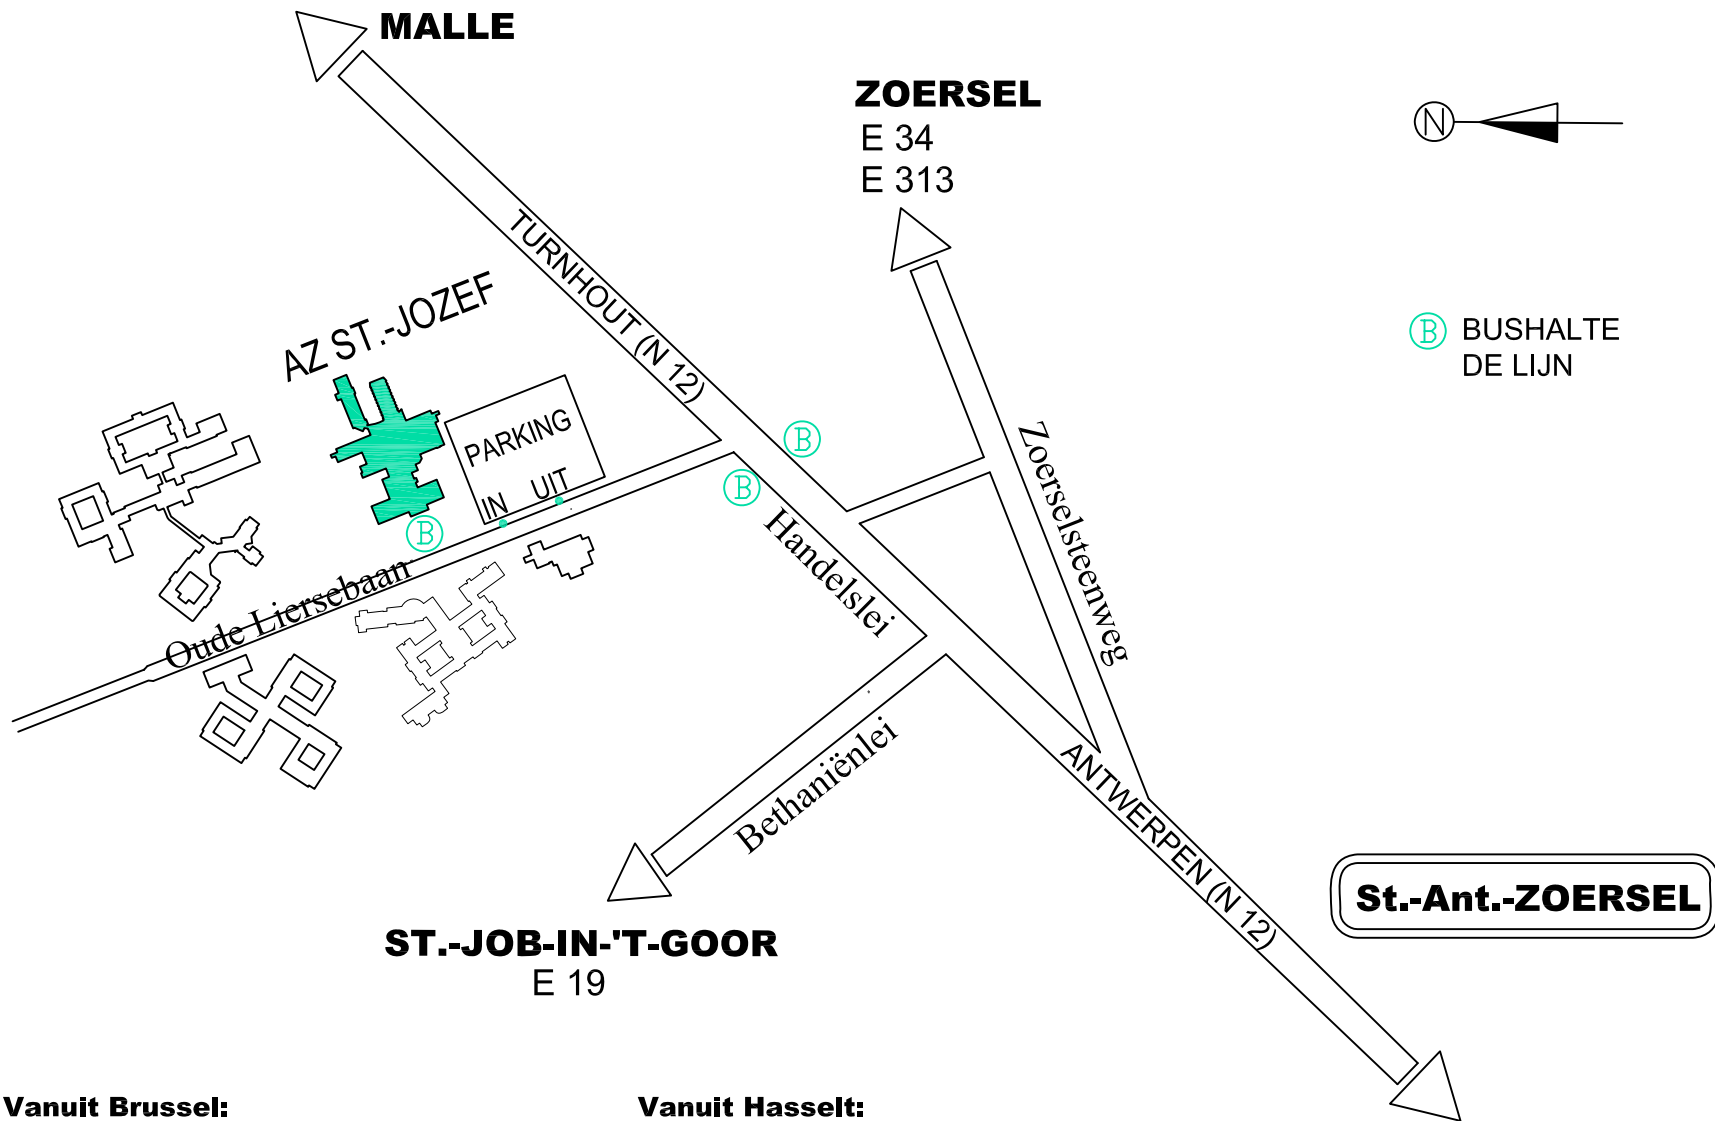 MALLE
ZOERSEL
E 34
E 313
N
TURNHOUT (N 12)
AZ ST.-JOZEF
B BUSHALTE
DE LIJN
PARKING
IN UIT
B
B
B
Zoerselsteenweg
Handelslei
Oude Liersebaan
Bethaniënlei
ANTWERPEN (N 12)
St.-Ant.-ZOERSEL
ST.-JOB-IN-'T-GOOR
E 19
Vanuit Brussel:
Vanuit Hasselt: